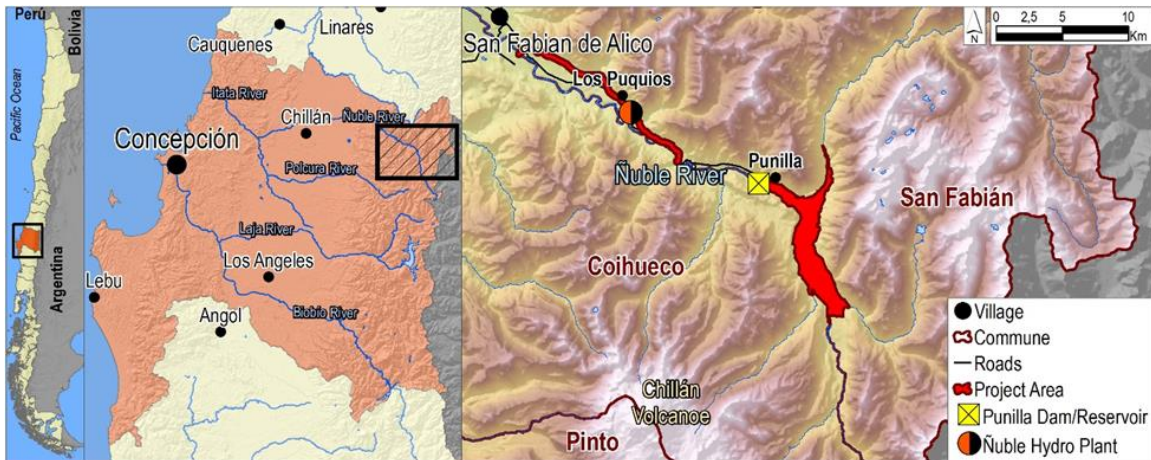 Perú
Bolivia
Pacific Ocean
Argentina
Linares
Cauquenes
Itata River
Chillán
Ñuble River
Concepción
Polcura River
Laja River
Los Angeles
Lebu
Biobío River
Angol
San Fabian de Alico
Los Puquios
Ñuble River
Punilla
San Fabián
Coihueco
Chillán
Volcanoe
Pinto
N
0 2,5 5 10
Km
Village
Commune
Roads
Project Area
Punilla Dam/Reservoir
Ñuble Hydro Plant